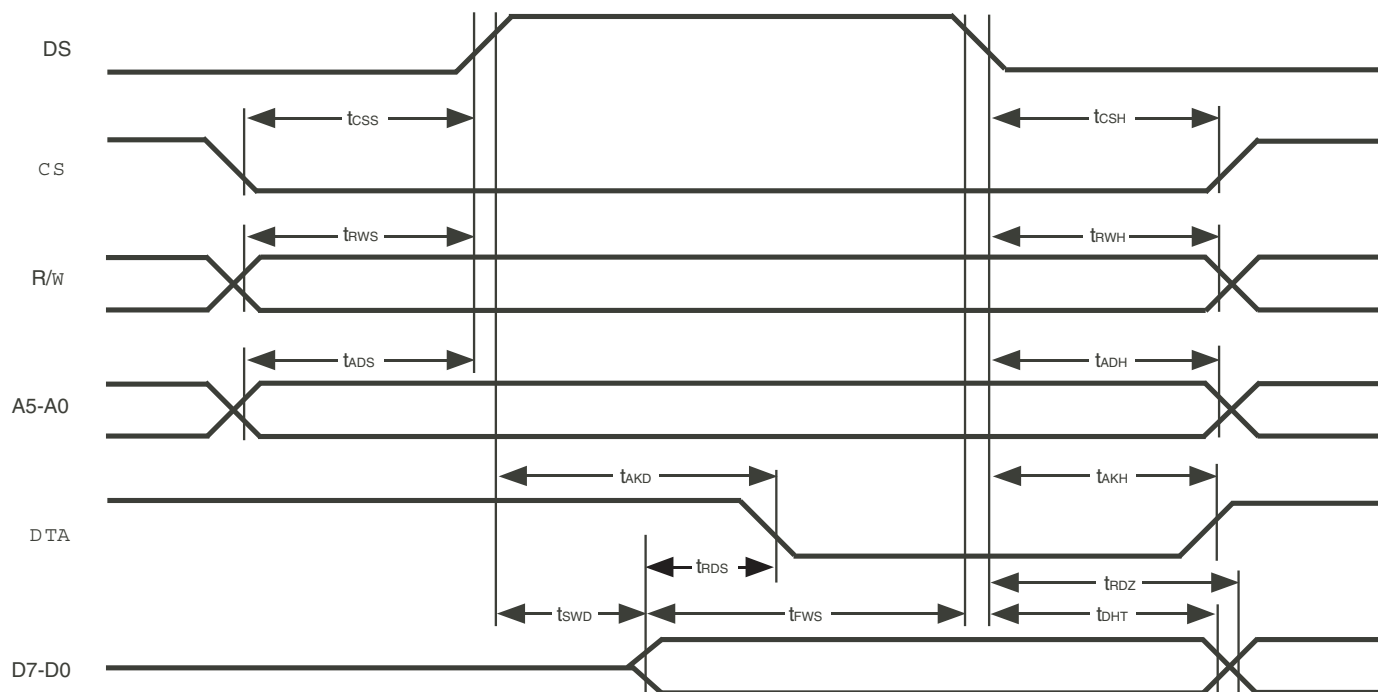 DS
tCSS
tCSH
CS
tRWS
tRWH
R/W
tADS
tADH
A5-A0
tAKD
tAKH
DTA
tRDS
tRDZ
tSWD
tFWS
tDHT
D7-D0